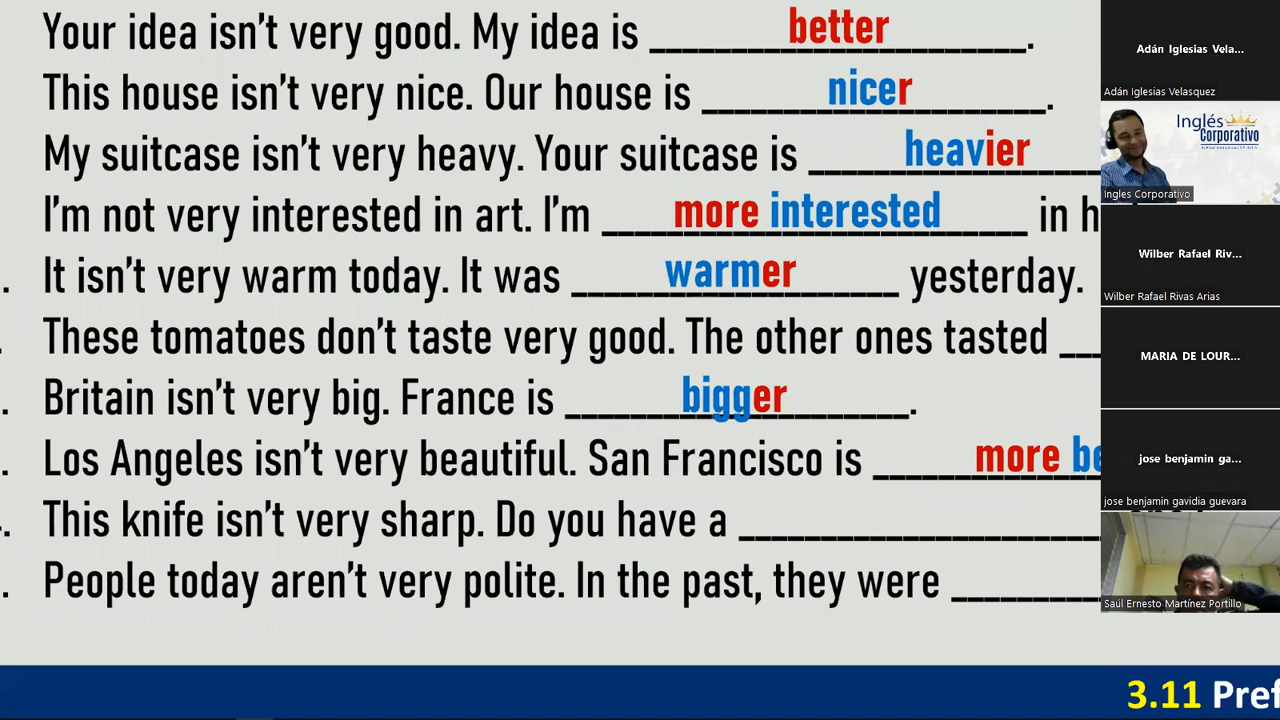 Your idea isn't very good. My idea is better.
This house isn't very nice. Our house is nicer.
My suitcase isn't very heavy. Your suitcase is heavier
I'm not very interested in art. I'm more interested in h
. It isn't very warm today. It was warmer yesterday.
. These tomatoes don't taste very good. The other ones tasted
. Britain isn't very big. France is bigger.
. Los Angeles isn't very beautiful. San Francisco is more be
. This knife isn't very sharp. Do you have a
. People today aren't very polite. In the past, they were
3.11 Pref
Adán Iglesias Vela...
Adán Iglesias Velasquez
Inglés
Corporativo
Ingles Corporativo
Wilber Rafael Riv...
Wilber Rafael Rivas Arias
MARIA DE LOUR...
jose benjamin ga...
jose benjamin gavidia guevara
Saúl Ernesto Martínez Portillo